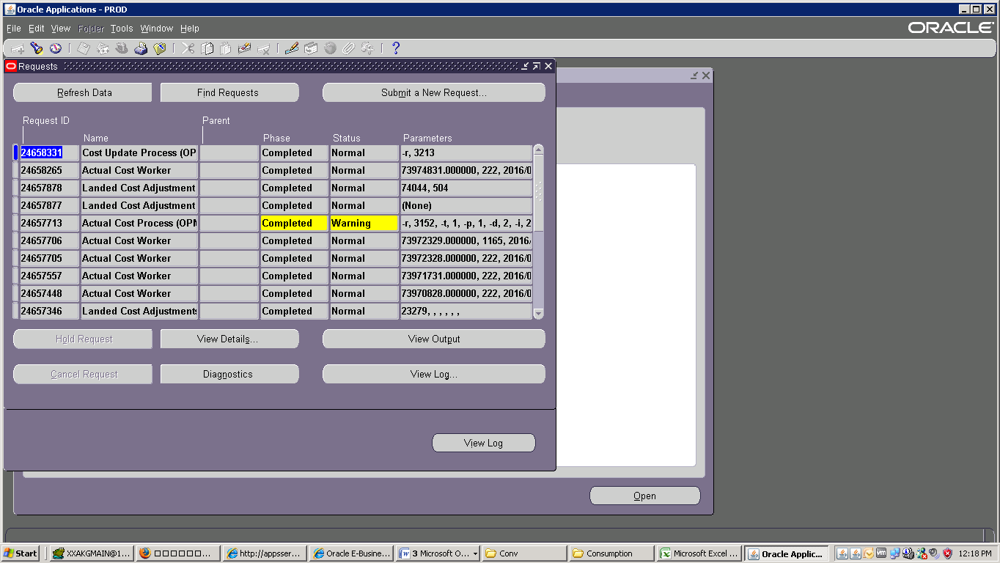 Oracle Applications - PROD
File Edit View Folder Tools Window Help
ORACLE
Requests
Refresh Data Find Requests Submit a New Request...
Request ID Parent
Name Phase Status Parameters
24658331 Cost Update Process (OP Completed Normal -r, 3213
24658265 Actual Cost Worker Completed Normal 73974831.000000, 222, 2016/0
24657878 Landed Cost Adjustment Completed Normal 74044, 504
24657877 Landed Cost Adjustment Completed Normal (None)
24657713 Actual Cost Process (OPM Completed Warning -r, 3152, -t, 1, -p, 1, -d, 2, -i, 2
24657706 Actual Cost Worker Completed Normal 73972329.000000, 1165, 2016/
24657705 Actual Cost Worker Completed Normal 73972328.000000, 222, 2016/0
24657557 Actual Cost Worker Completed Normal 73971731.000000, 222, 2016/0
24657448 Actual Cost Worker Completed Normal 73970828.000000, 222, 2016/0
24657346 Landed Cost Adjustments Completed Normal 23279, , , , , ,
Hold Request View Details... View Output
Cancel Request Diagnostics View Log...
View Log
Open
Start XXAKGMAIN@1... http://appsser... Oracle E-Busine... 3 Microsoft O... Conv Consumption Microsoft Excel ... Oracle Applic... 12:18 PM